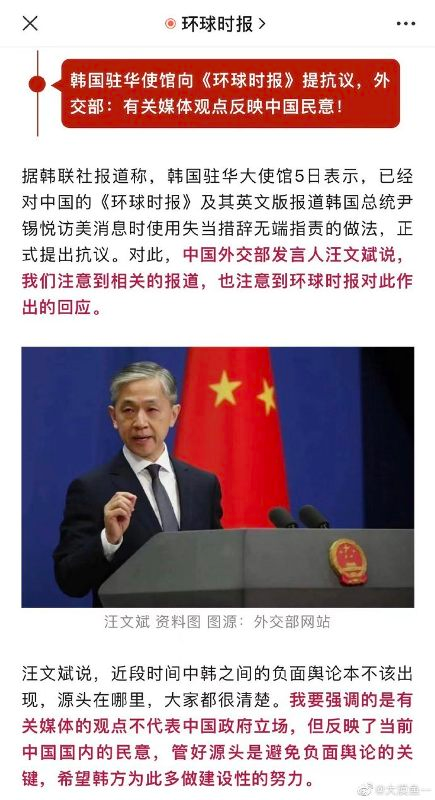 环球时报
韩国驻华使馆向《环球时报》提抗议，外
交部：有关媒体观点反映中国民意！
据韩联社报道称，韩国驻华大使馆5日表示，已经
对中国的《环球时报》及其英文版报道韩国总统尹
锡悦访美消息时使用失当措辞无端指责的做法，正
式提出抗议。对此，中国外交部发言人汪文斌说，
我们注意到相关的报道，也注意到环球时报对此作
出的回应。
汪文斌 资料图 图源：外交部网站
汪文斌说，近段时间中韩之间的负面舆论本不该出
现，源头在哪里，大家都很清楚。我要强调的是有
关媒体的观点不代表中国政府立场，但反映了当前
中国国内的民意，管好源头是避免负面舆论的关
键，希望韩方为此多做建设性的努力。
@大漠鱼一